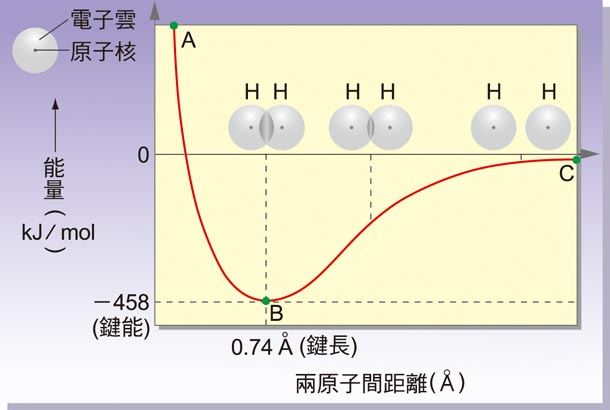 電子雲
原子核
A
H H
H H
H H
能量(kJ/mol)
0
C
−458
(鍵能)
B
0.74 Å (鍵長)
兩原子間距離(Å)